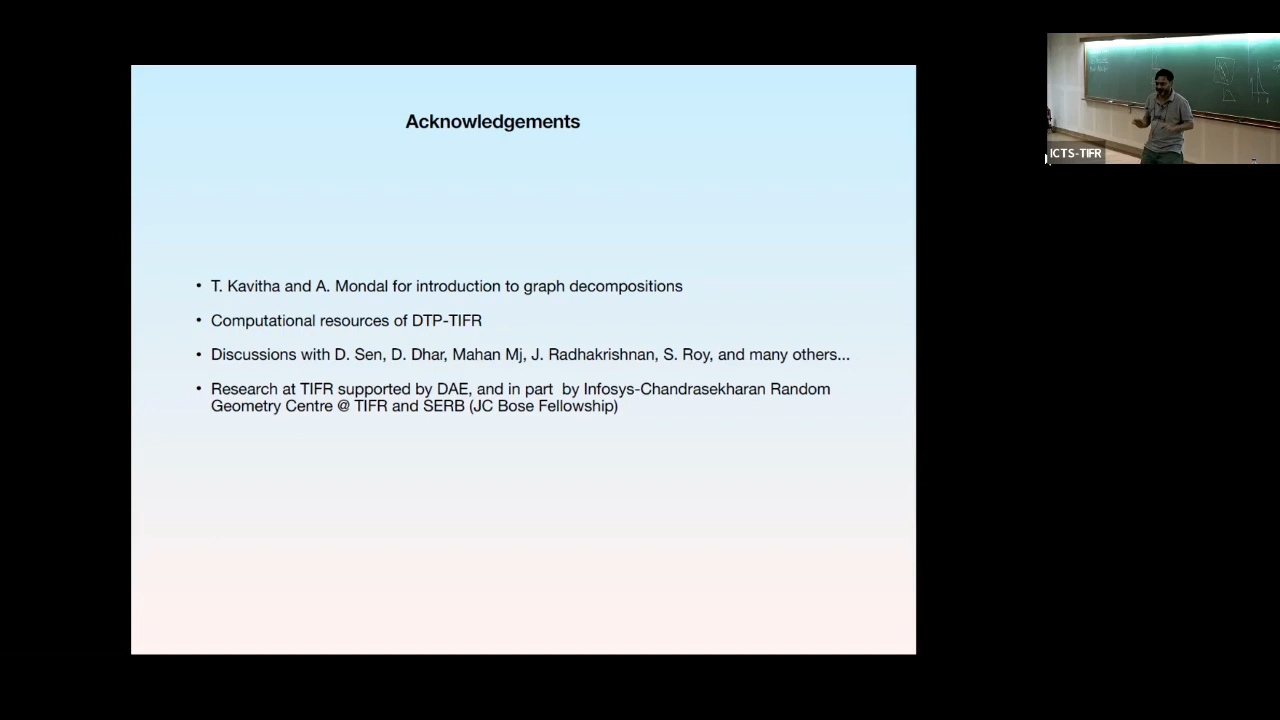 Acknowledgements
• T. Kavitha and A. Mondal for introduction to graph decompositions
• Computational resources of DTP-TIFR
• Discussions with D. Sen, D. Dhar, Mahan Mj, J. Radhakrishnan, S. Roy, and many others...
• Research at TIFR supported by DAE, and in part  by Infosys-Chandrasekharan Random
Geometry Centre @ TIFR and SERB (JC Bose Fellowship)
ICTS-TIFR